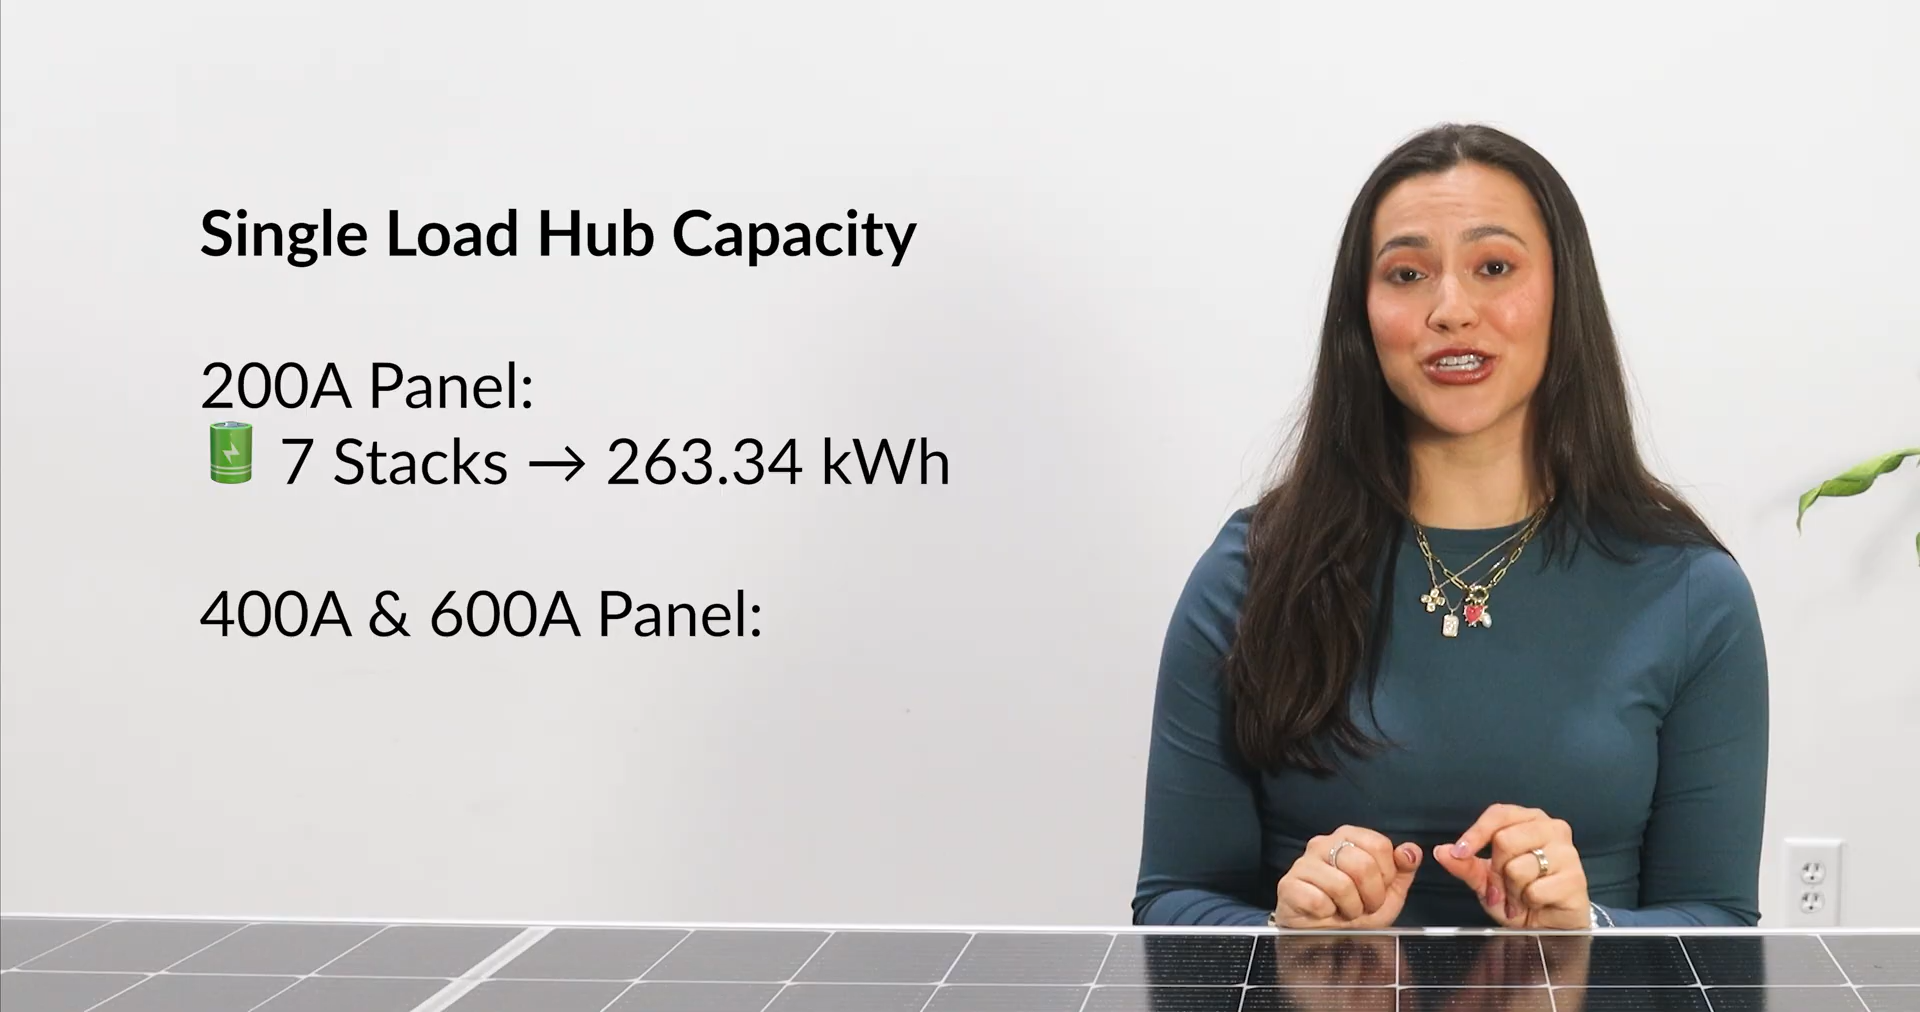 Single Load Hub Capacity
200A Panel:
7 Stacks → 263.34 kWh
400A & 600A Panel: